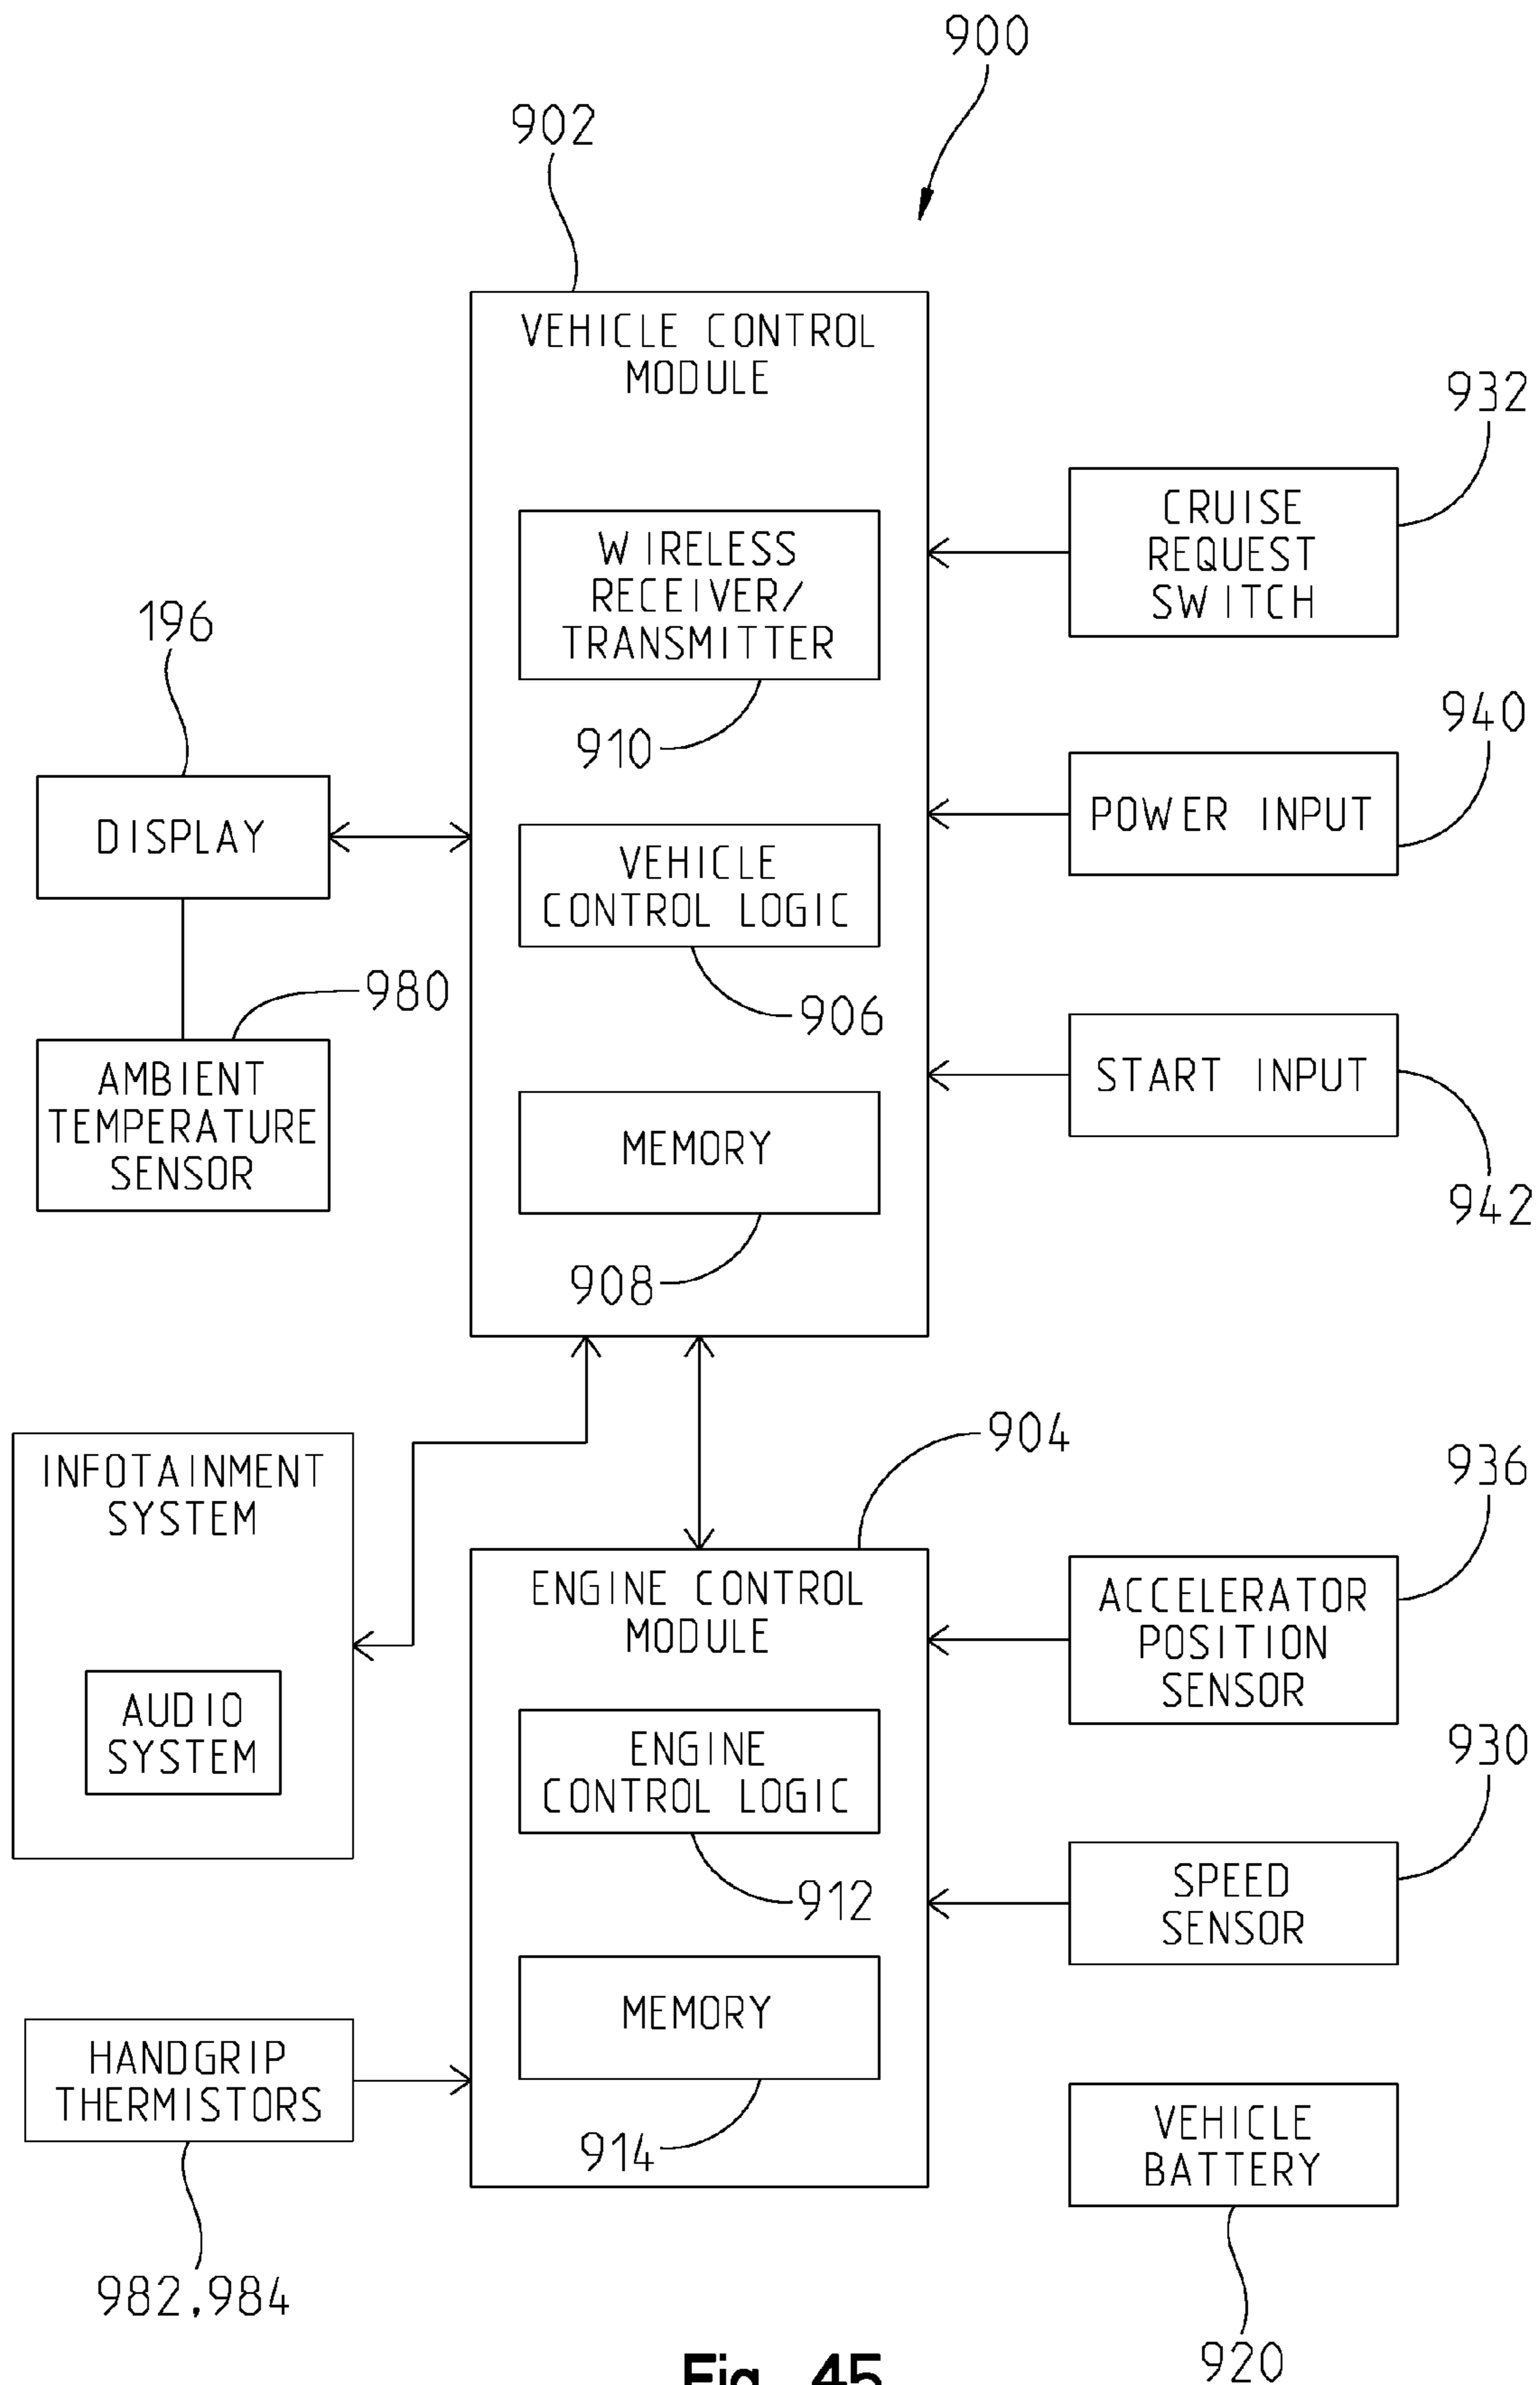 900
902
VEHICLE CONTROL
MODULE
932
CRUISE
REQUEST
SWITCH
WIRELESS
RECEIVER/
TRANSMITTER
910
196
DISPLAY
940
POWER INPUT
VEHICLE
CONTROL LOGIC
906
980
AMBIENT
TEMPERATURE
SENSOR
START INPUT
942
MEMORY
908
904
INFOTAINMENT
SYSTEM
AUDIO
SYSTEM
ENGINE CONTROL
MODULE
936
ACCELERATOR
POSITION
SENSOR
ENGINE
CONTROL LOGIC
912
930
SPEED
SENSOR
MEMORY
914
HANDGRIP
THERMISTORS
982,984
VEHICLE
BATTERY
920
Fig. 45